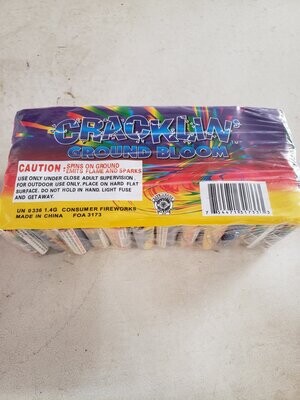 CRACKLIN'
GROUND BLOOM
CAUTION: SPINS ON GROUND
EMITS FLAME AND SPARKS
USE ONLY UNDER CLOSE ADULT SUPERVISION
FOR OUTDOOR USE ONLY. PLACE ON HARD FLAT
SURFACE. DO NOT HOLD IN HAND. LIGHT FUSE
AND GET AWAY.
UN 0336 1.4G CONSUMER FIREWORKS
MADE IN CHINA FOA 3173